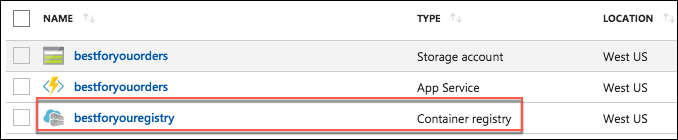 NAME TYPE LOCATION
bestforyouorders Storage account West US
bestforyouorders App Service West US
bestforyouregistry Container registry West US